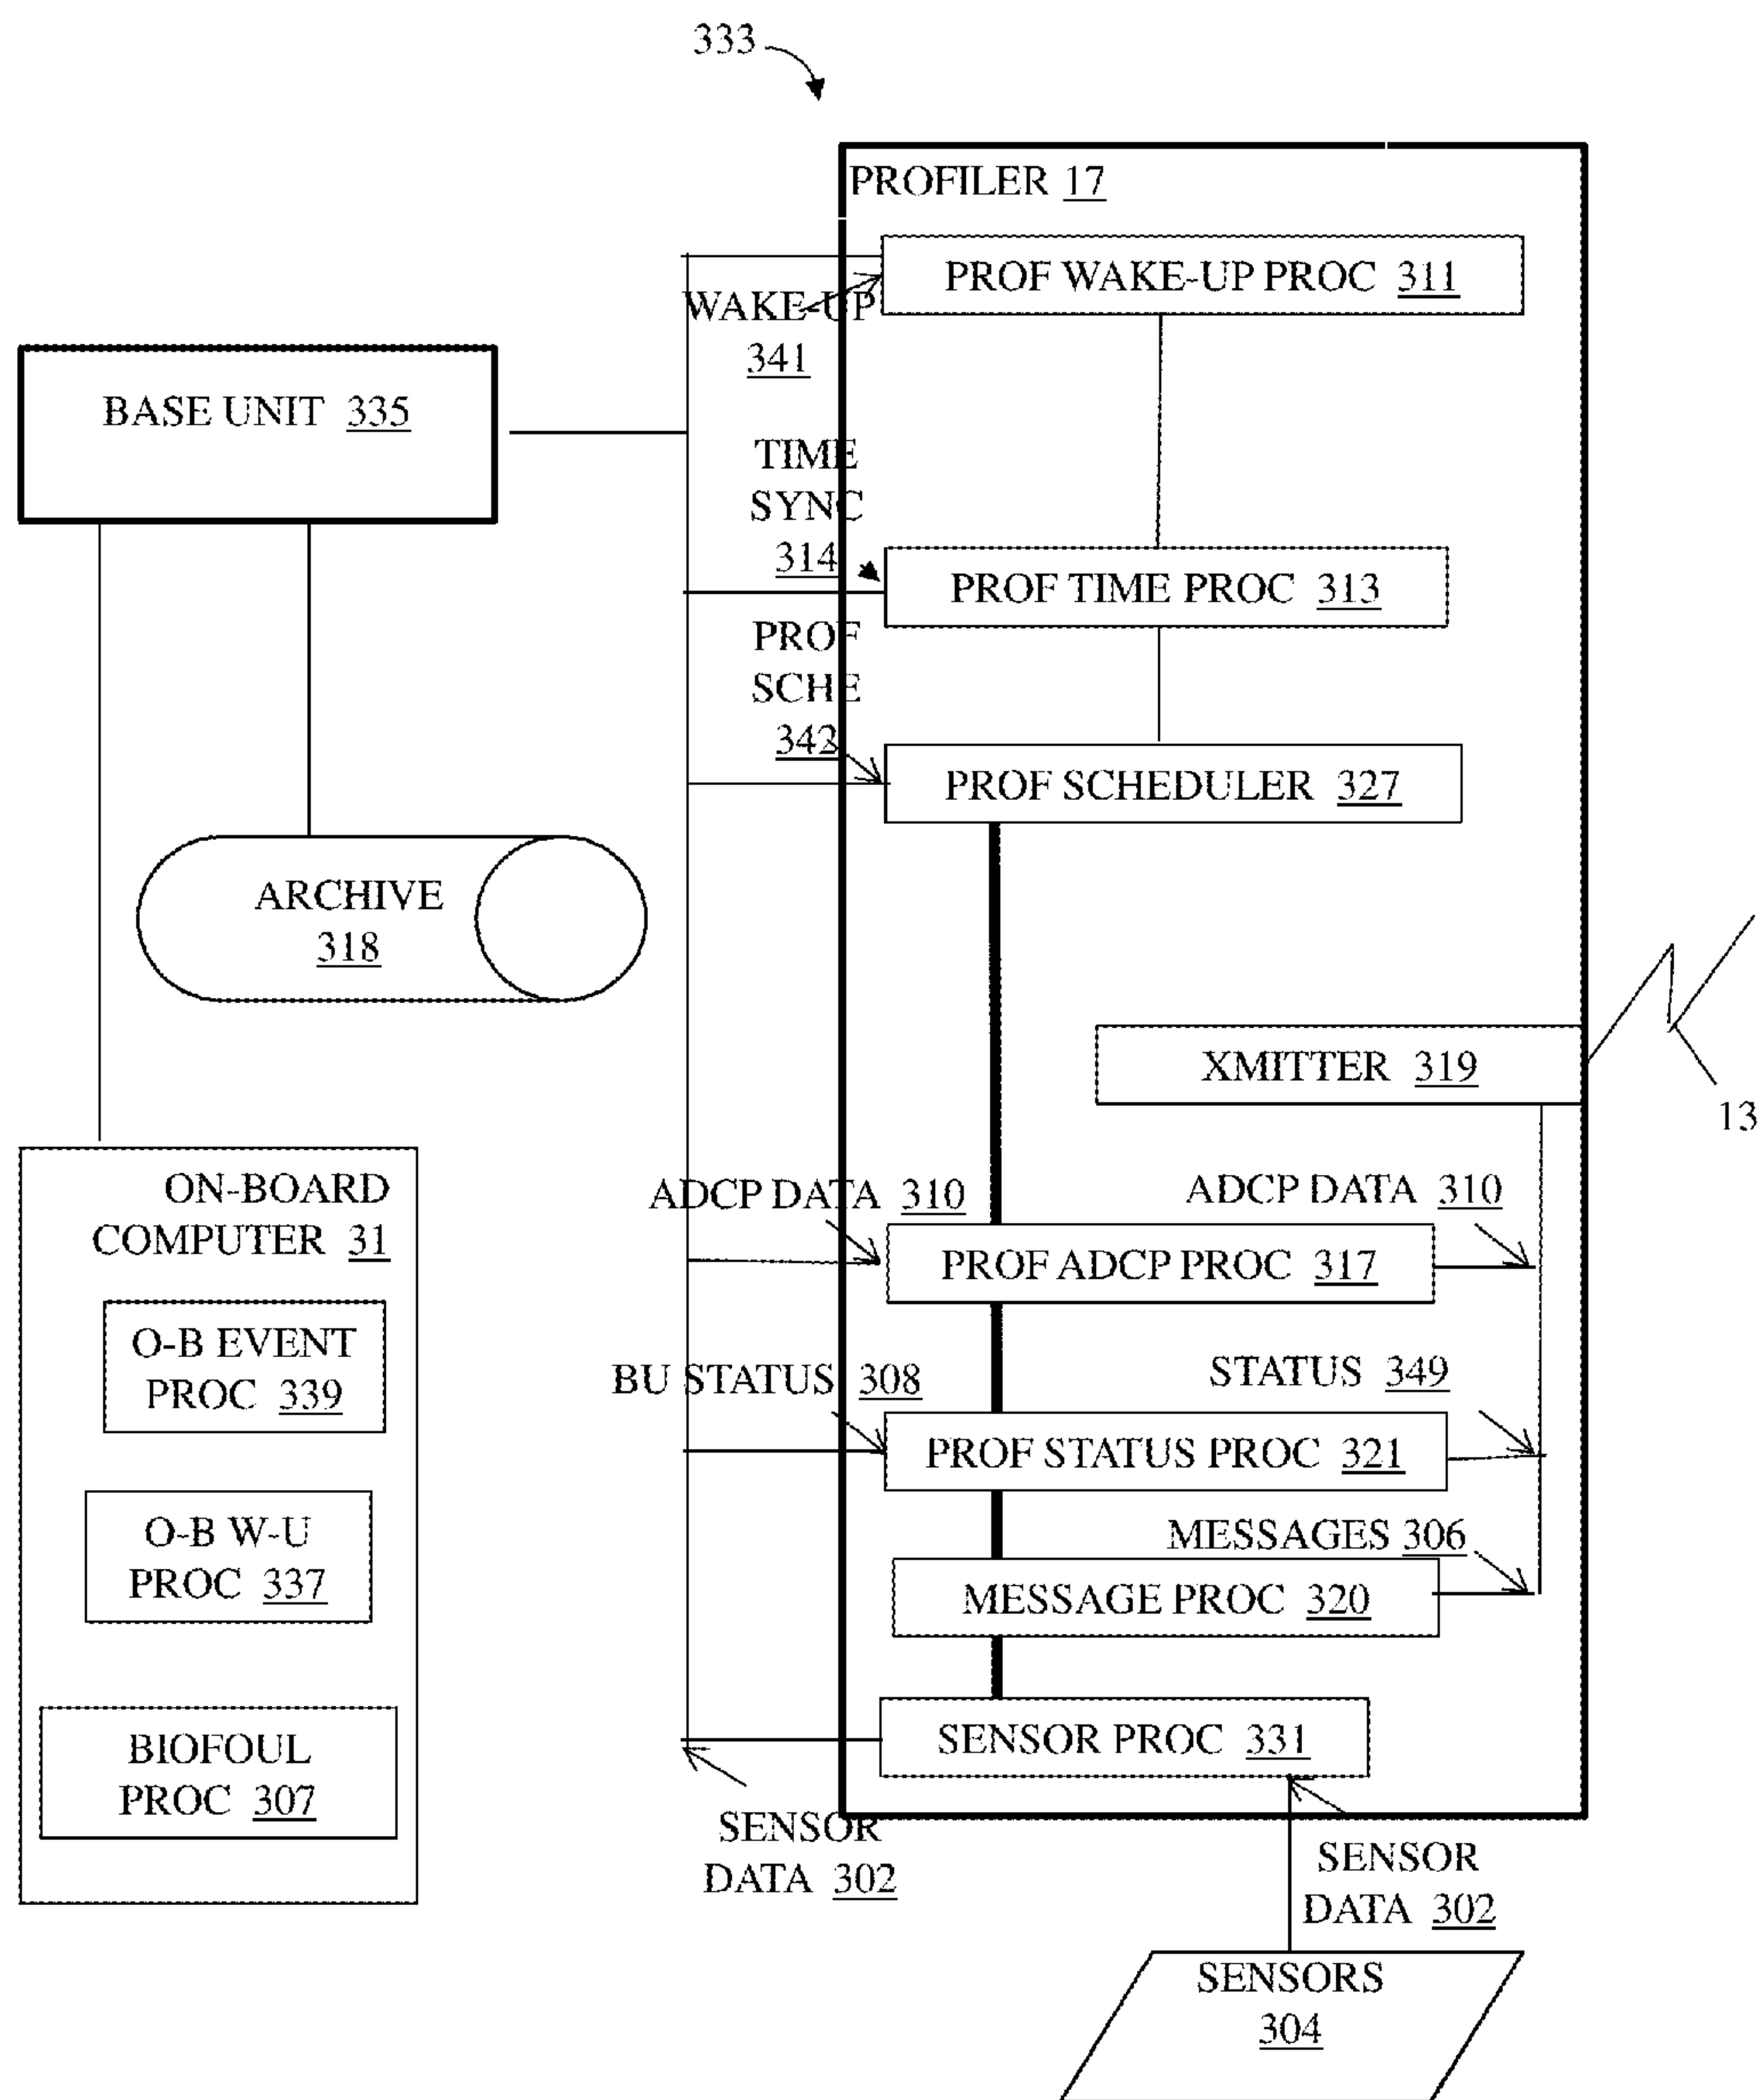 333
PROFILER 17
PROF WAKE-UP PROC 311
WAKE-UP
341
BASE UNIT 335
TIME
SYNC
314
PROF TIME PROC 313
PROF
SCHE
342
PROF SCHEDULER 327
ARCHIVE
318
XMITTER 319
13
ON-BOARD
COMPUTER 31
ADCP DATA 310
ADCP DATA 310
PROF ADCP PROC 317
O-B EVENT
PROC 339
BU STATUS 308
STATUS 349
PROF STATUS PROC 321
O-B W-U
PROC 337
MESSAGES 306
MESSAGE PROC 320
BIOFOUL
PROC 307
SENSOR PROC 331
SENSOR
DATA 302
SENSOR
DATA 302
SENSORS
304